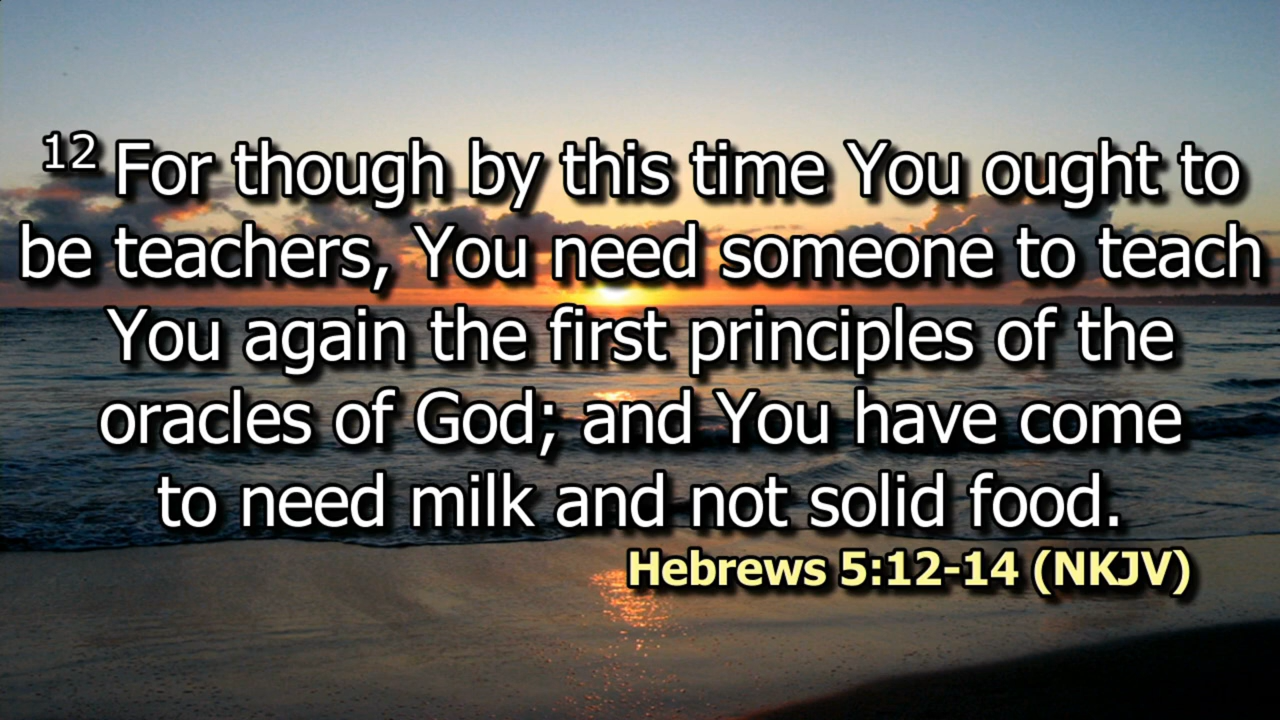 12 For though by this time You ought to
be teachers, You need someone to teach
You again the first principles of the
oracles of God; and You have come
to need milk and not solid food.
Hebrews 5:12-14 (NKJV)